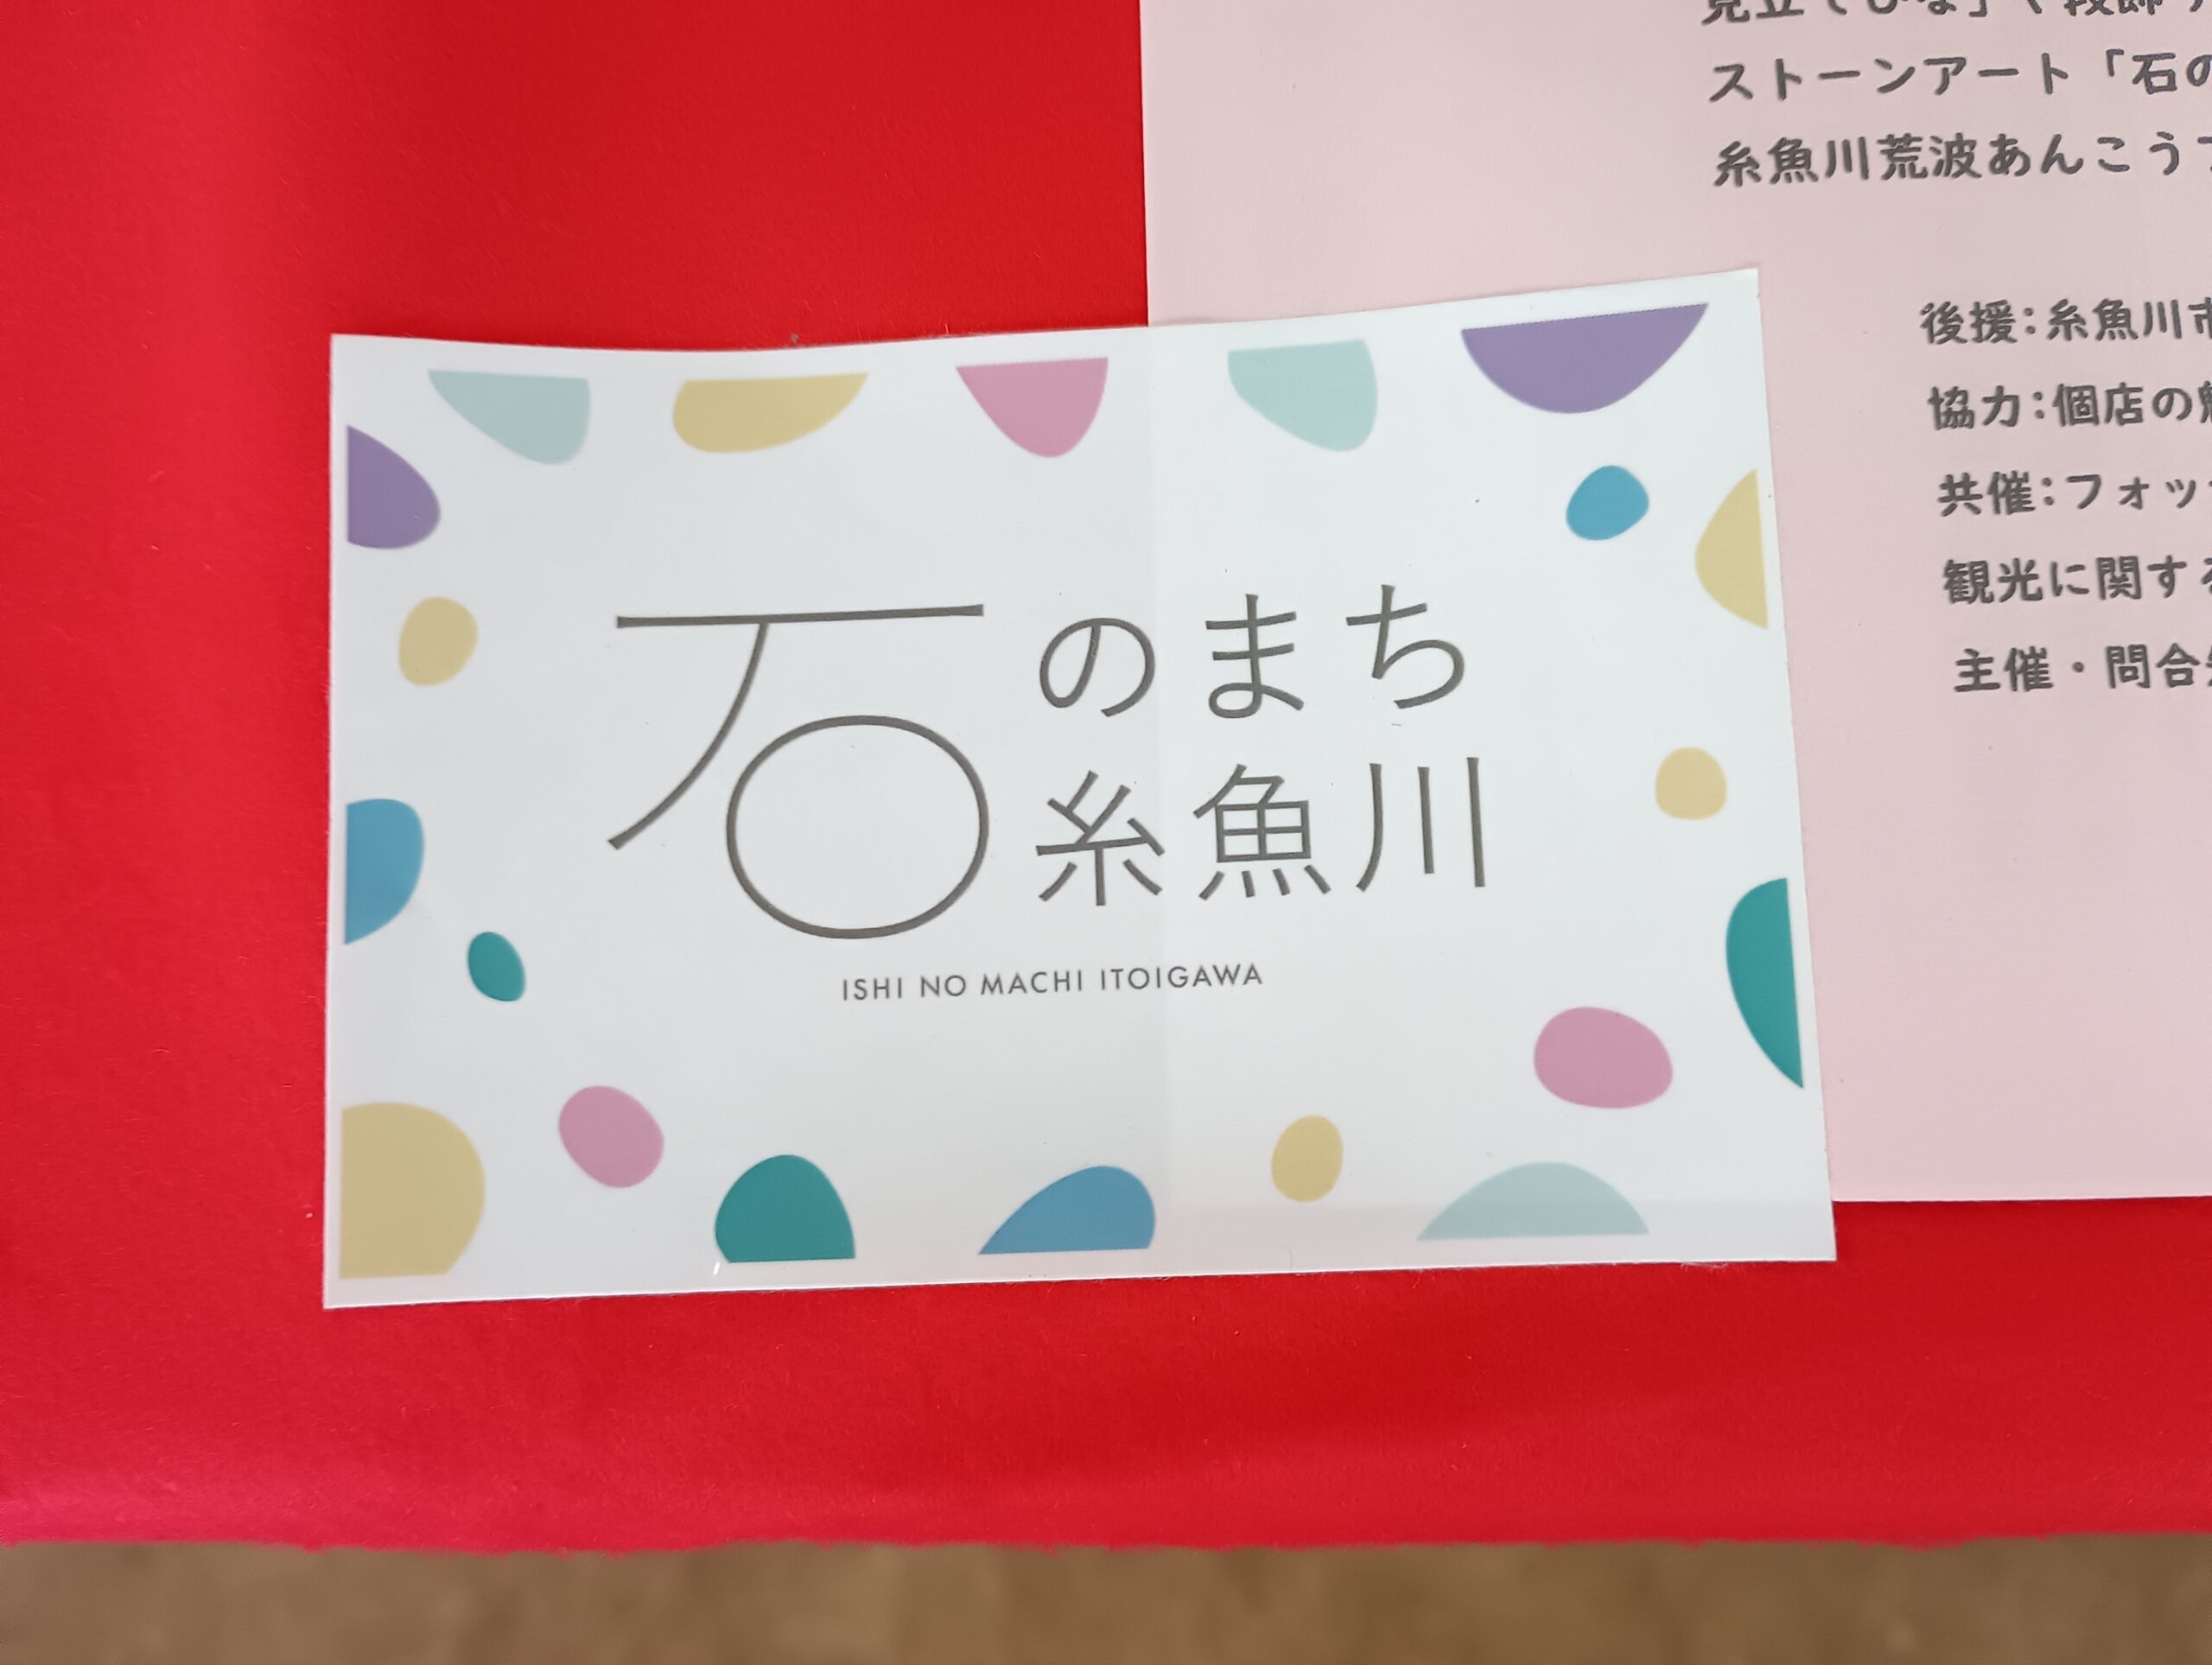 ストーンアート「石の
糸魚川荒波あんこう
後援:糸魚川市
協力:個店の
共催:フォッ
観光に関する
主催・問合
石のまち
糸魚川
ISHI NO MACHI ITOIGAWA